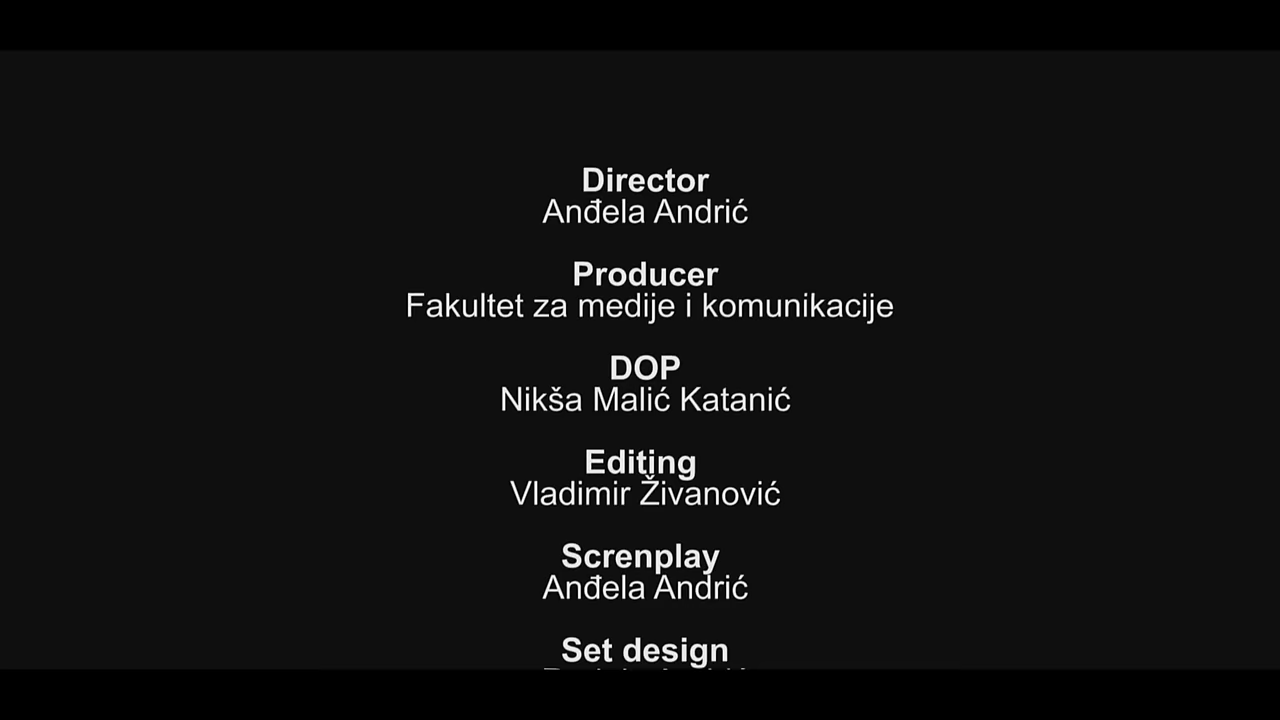 Director
Anđela Andrić
Producer
Fakultet za medije i komunikacije
DOP
Nikša Malić Katanić
Editing
Vladimir Živanović
Screnplay
Anđela Andrić
Set design